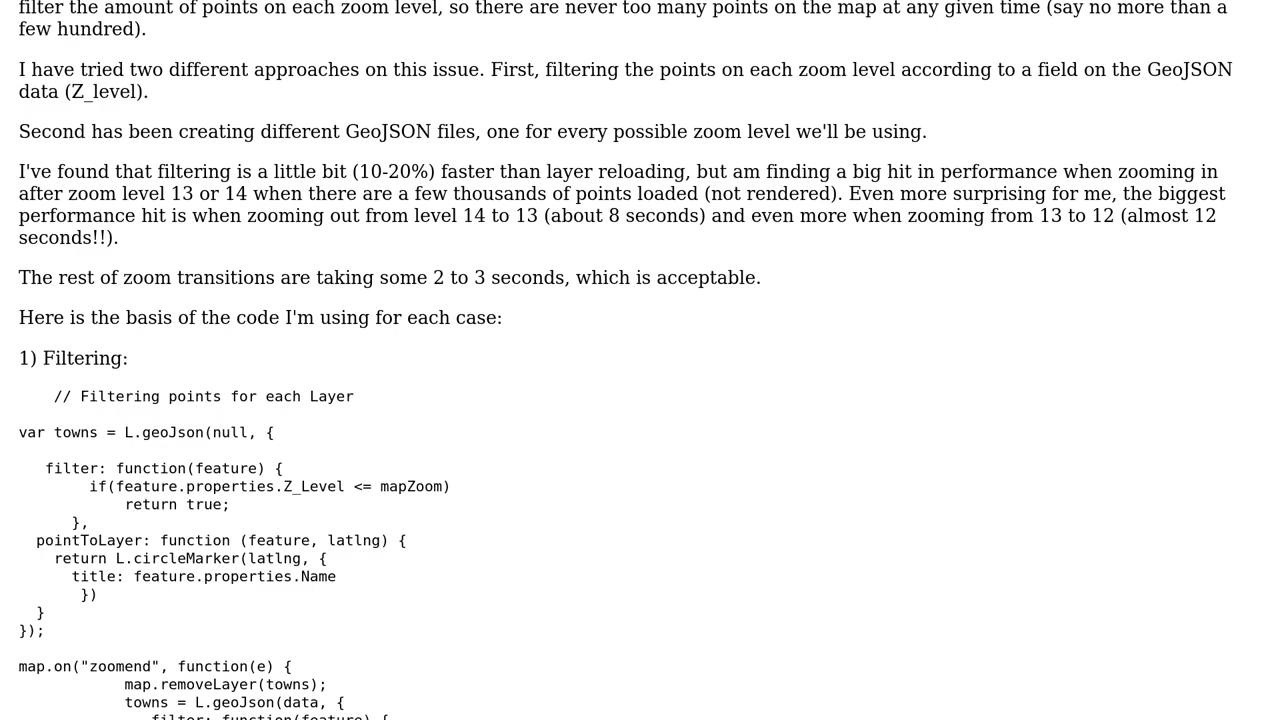 filter the amount of points on each zoom level, so there are never too many points on the map at any given time (say no more than a
few hundred).
I have tried two different approaches on this issue. First, filtering the points on each zoom level according to a field on the GeoJSON
data (Z_level).
Second has been creating different GeoJSON files, one for every possible zoom level we'll be using.
I've found that filtering is a little bit (10-20%) faster than layer reloading, but am finding a big hit in performance when zooming in
after zoom level 13 or 14 when there are a few thousands of points loaded (not rendered). Even more surprising for me, the biggest
performance hit is when zooming out from level 14 to 13 (about 8 seconds) and even more when zooming from 13 to 12 (almost 12
seconds!!).
The rest of zoom transitions are taking some 2 to 3 seconds, which is acceptable.
Here is the basis of the code I'm using for each case:
1) Filtering:
    // Filtering points for each Layer
var towns = L.geoJson(null, {
   filter: function(feature) {
        if(feature.properties.Z_Level <= mapZoom)
            return true;
      },
  pointToLayer: function (feature, latlng) {
    return L.circleMarker(latlng, {
      title: feature.properties.Name
       })
  }
});
map.on("zoomend", function(e) {
            map.removeLayer(towns);
            towns = L.geoJson(data, {
               filter: function(feature) {